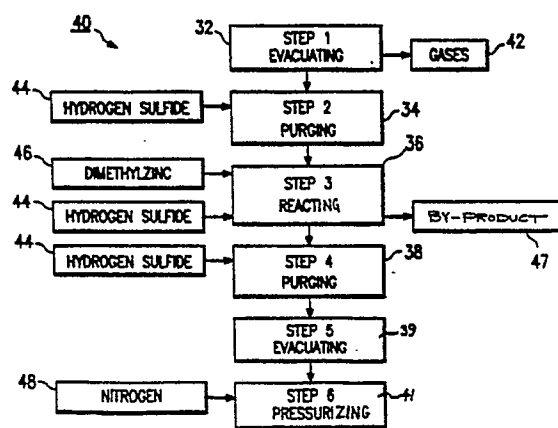 40
32
STEP 1
EVACUATING
GASES
42
44
HYDROGEN SULFIDE
STEP 2
PURGING
34
46
DIMETHYLZINC
36
STEP 3
REACTING
44
HYDROGEN SULFIDE
BY-PRODUCT
47
44
HYDROGEN SULFIDE
STEP 4
PURGING
38
STEP 5
EVACUATING
39
48
NITROGEN
STEP 6
PRESSURIZING
41